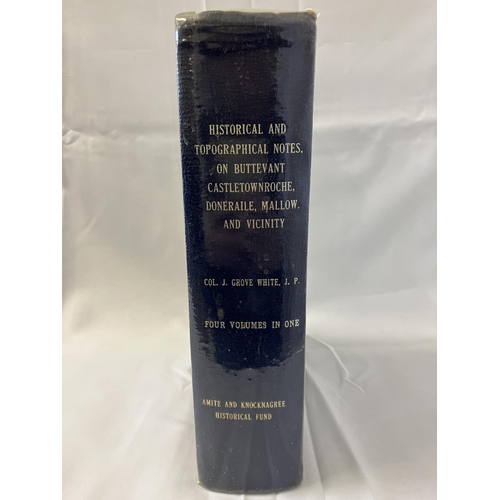 HISTORICAL AND
TOPOGRAPHICAL NOTES,
ON BUTTEVANT
CASTLETOWNROCHE,
DONERAILE, MALLOW,
AND VICINITY
COL. J. GROVE WHITE, J. P.
FOUR VOLUMES IN ONE
AMITE AND KNOCKNAGREE
HISTORICAL FUND